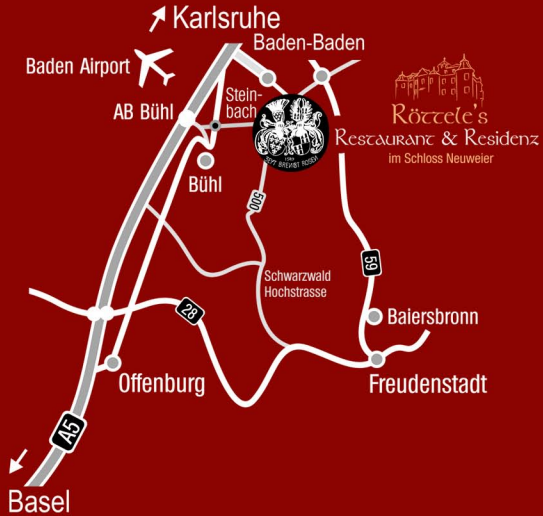 Karlsruhe
Baden-Baden
Baden Airport
Stein-
bach
AB Bühl
Röttele's
Restaurant & Residenz
im Schloss Neuweier
Bühl
500
59
Schwarzwald
Hochstrasse
28
Baiersbronn
Offenburg
Freudenstadt
A5
Basel